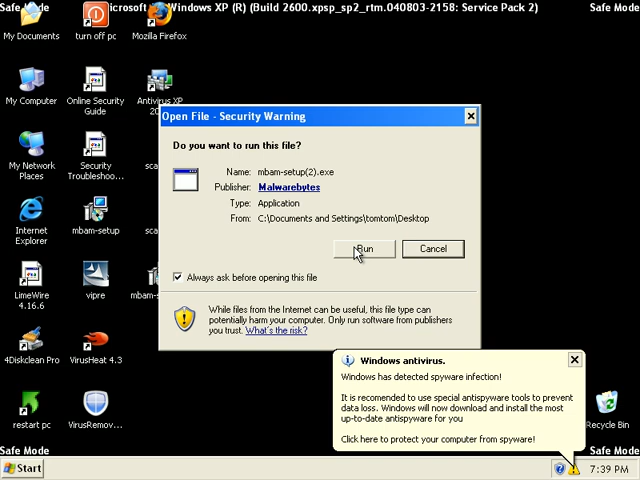 Safe Mode
Microsoft Windows XP (R) (Build 2600.xpsp_sp2_rtm.040803-2158: Service Pack 2)
Safe Mode
My Documents
turn off pc
Mozilla Firefox
My Computer
Online Security
Guide
Antivirus XP
20
My Network
Places
Security
Troubleshoo...
sca
Internet
Explorer
mbam-setup
sca
LimeWire
4.16.6
vipre
mbam-s
4Diskclean Pro
VirusHeat 4.3
restart pc
VirusRemov...
Recycle Bin
Open File - Security Warning
Do you want to run this file?
Name: mbam-setup(2).exe
Publisher: Malwarebytes
Type: Application
From: C:\Documents and Settings\tomtom\Desktop
Run
Cancel
Always ask before opening this file
While files from the Internet can be useful, this file type can
potentially harm your computer. Only run software from publishers
you trust. What's the risk?
Windows antivirus.
Windows has detected spyware infection!
It is recomended to use special antispyware tools to prevent
data loss. Windows will now download and install the most
up-to-date antispyware for you
Click here to protect your computer from spyware!
Safe Mode
Safe Mode
Start
7:39 PM